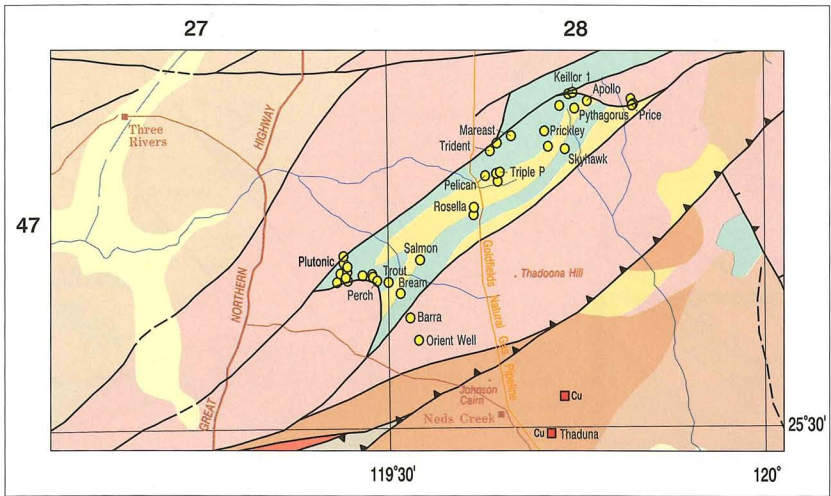 27
28
Keillor 1
Apollo
Pythagorus
Price
Mareast
Prickley
Trident
Skyhawk
Three
Rivers
HIGHWAY
Triple P
Pelican
Rosella
47
Salmon
Plutonic
Trout
Bream
Perch
Thadoona Hill
NORTHERN
Goldfields Natural Gas Pipeline
Barra
Orient Well
Johnson
Cairn
Cu
GREAT
Neds Creek
Cu
Thaduna
25°30'
119°30'
120°